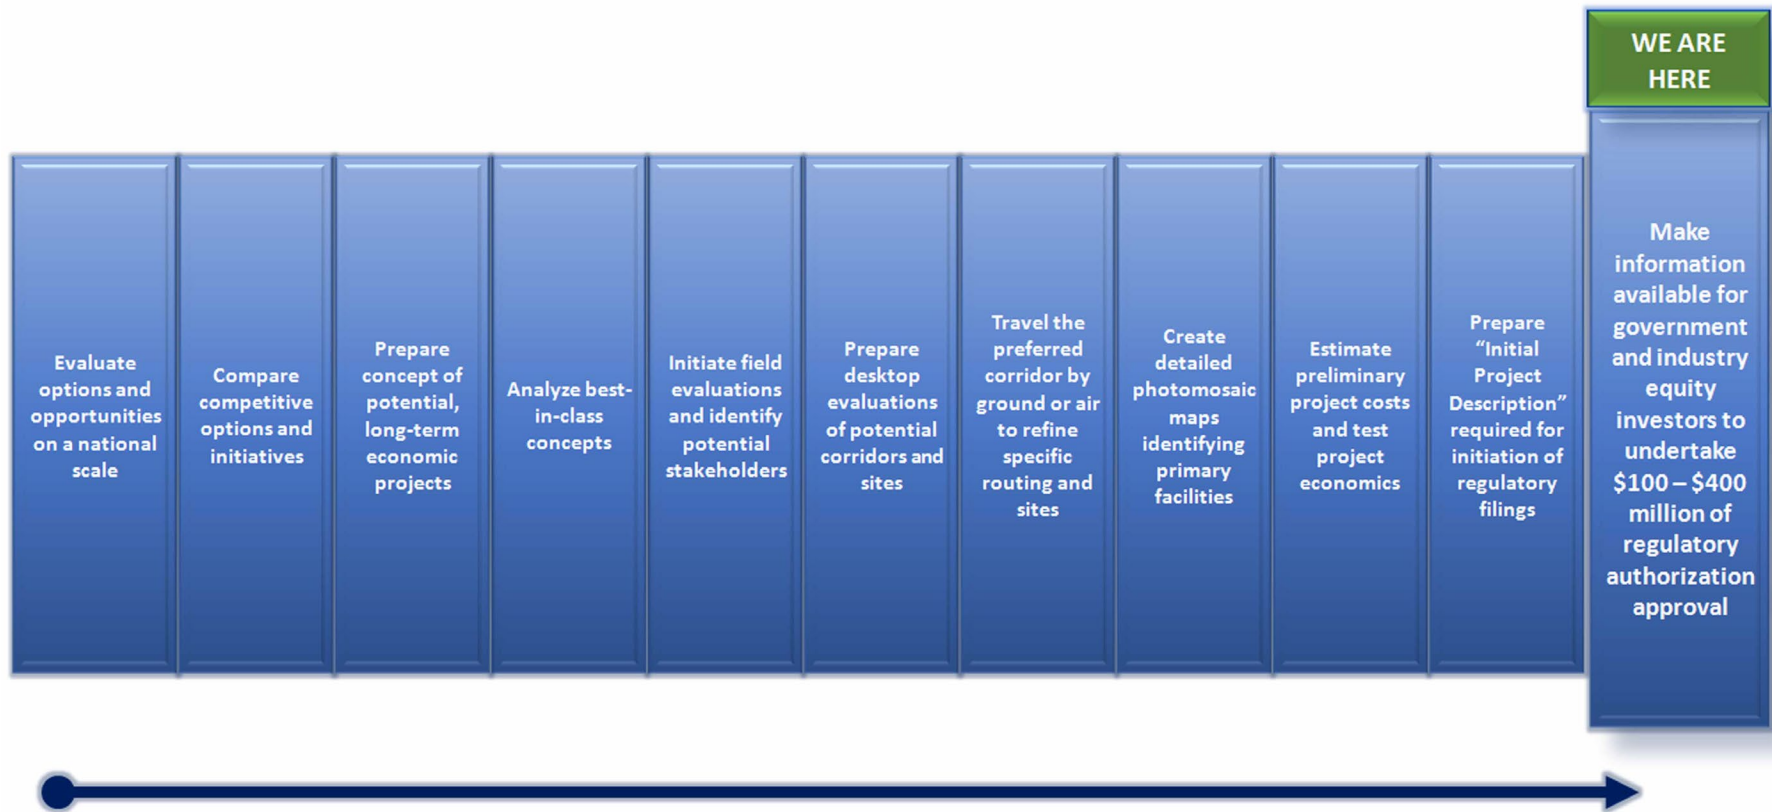 WE ARE
HERE
Evaluate
options and
opportunities
on a national
scale
Compare
competitive
options and
initiatives
Prepare
concept of
potential,
long-term
economic
projects
Analyze best-
in-class
concepts
Initiate field
evaluations
and identify
potential
stakeholders
Prepare
desktop
evaluations
of potential
corridors and
sites
Travel the
preferred
corridor by
ground or air
to refine
specific
routing and
sites
Create
detailed
photomosaic
maps
identifying
primary
facilities
Estimate
preliminary
project costs
and test
project
economics
Prepare
“Initial
Project
Description”
required for
initiation of
regulatory
filings
Make
information
available for
government
and industry
equity
investors to
undertake
$100 – $400
million of
regulatory
authorization
approval